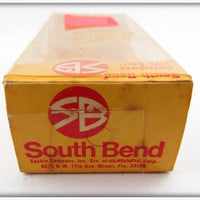 SB
South Bend
Tackle Company, Inc. Div. of GLADDING Corp.
4275 N.W. 77th Ave. Miami, Fla. 33166